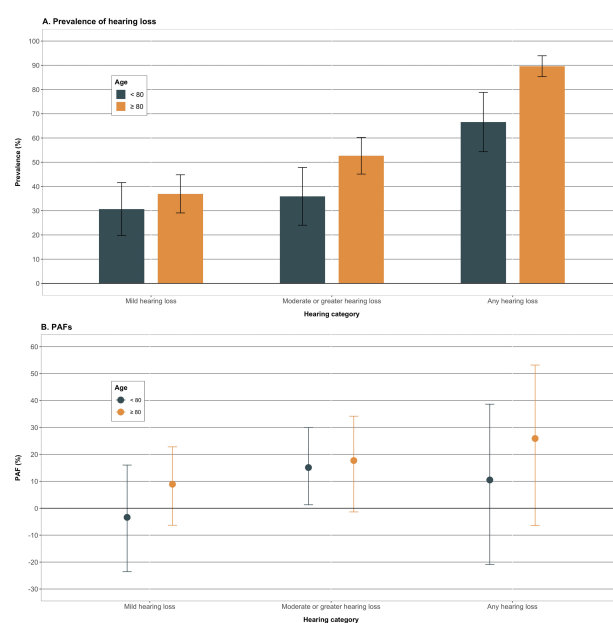 A. Prevalence of hearing loss
100
90
80
70
60
50
40
30
20
10
0
Prevalence (%)
Age
< 80
≥ 80
Mild hearing loss
Moderate or greater hearing loss
Any hearing loss
Hearing category
B. PAFs
60
50
40
30
20
10
0
-10
-20
-30
PAF (%)
Age
< 80
≥ 80
Mild hearing loss
Moderate or greater hearing loss
Any hearing loss
Hearing category